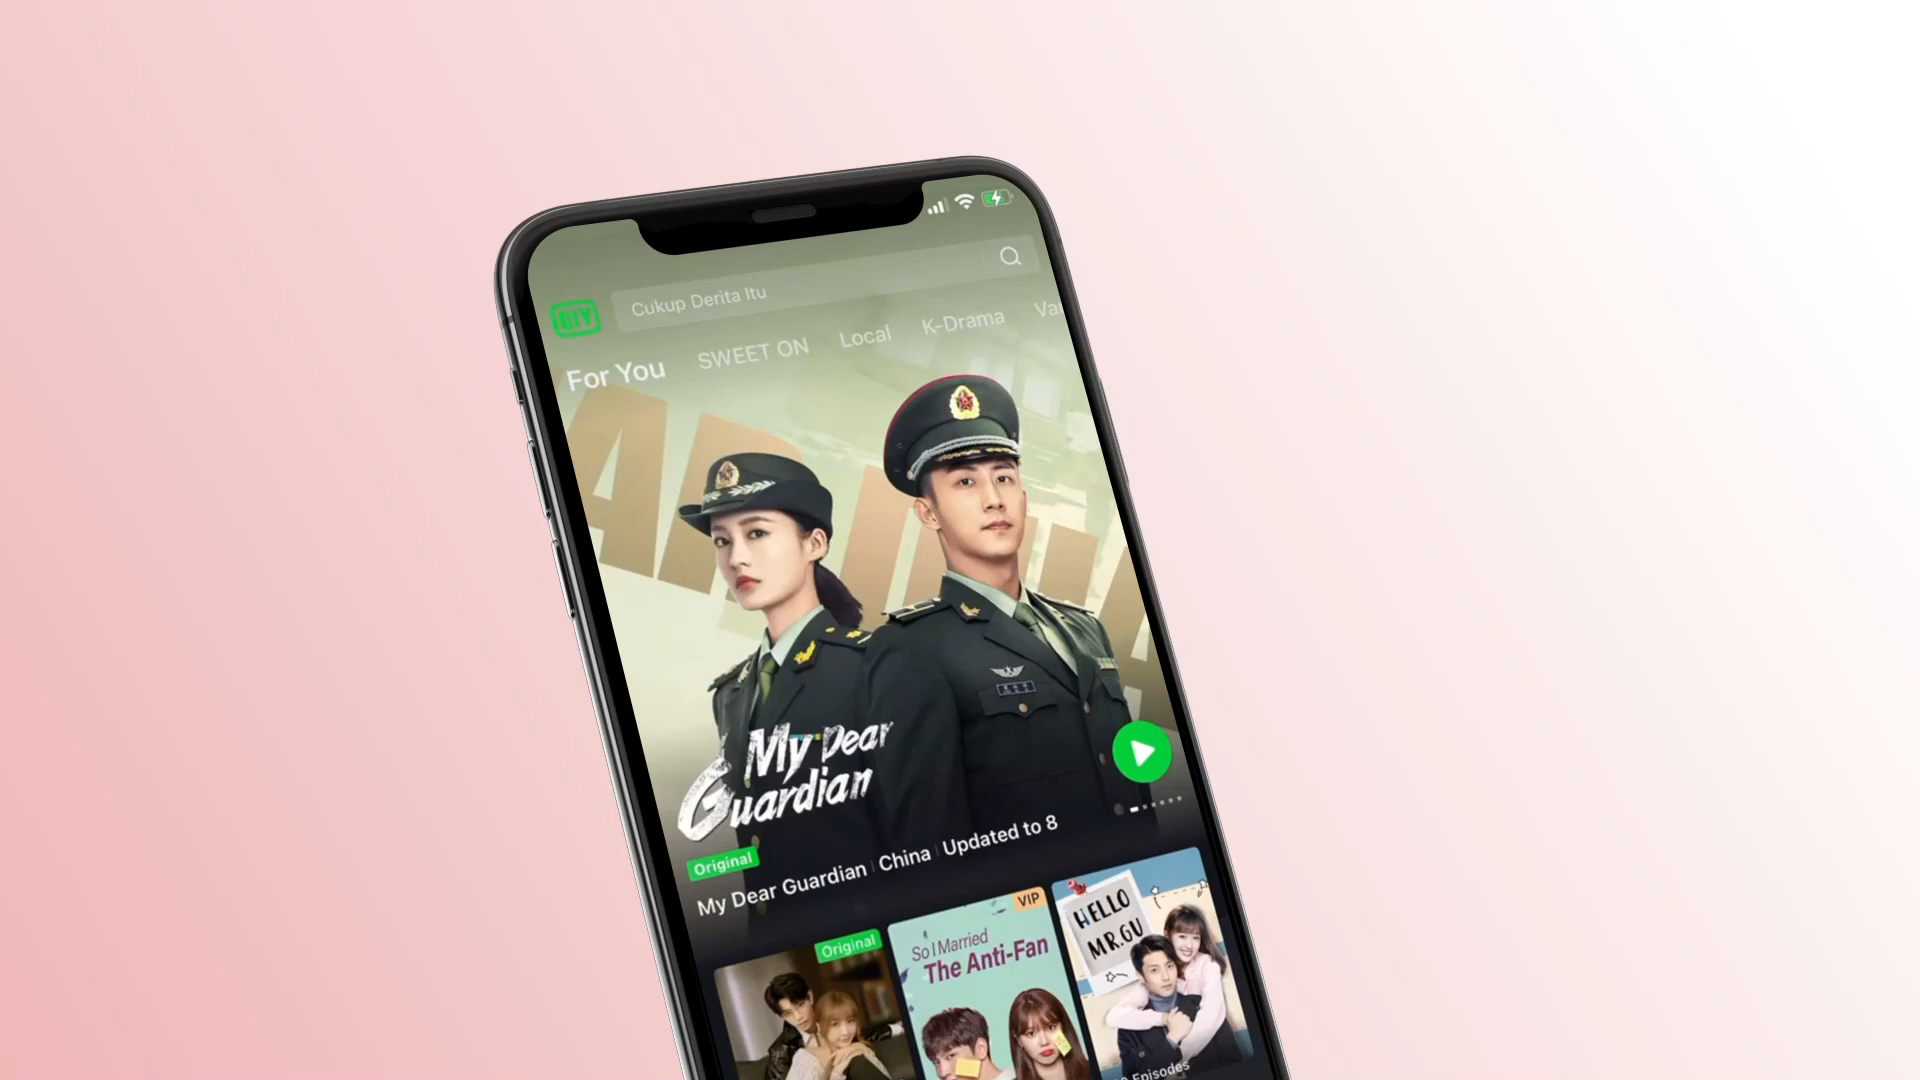 QIY
Cukup Derita Itu
For You
SWEET ON
Local
K-Drama
My Dear
Guardian
Original
My Dear Guardian | China | Updated to 8
Original
VIP
So I Married
The Anti-Fan
HELLO
MR.GU
Episodes